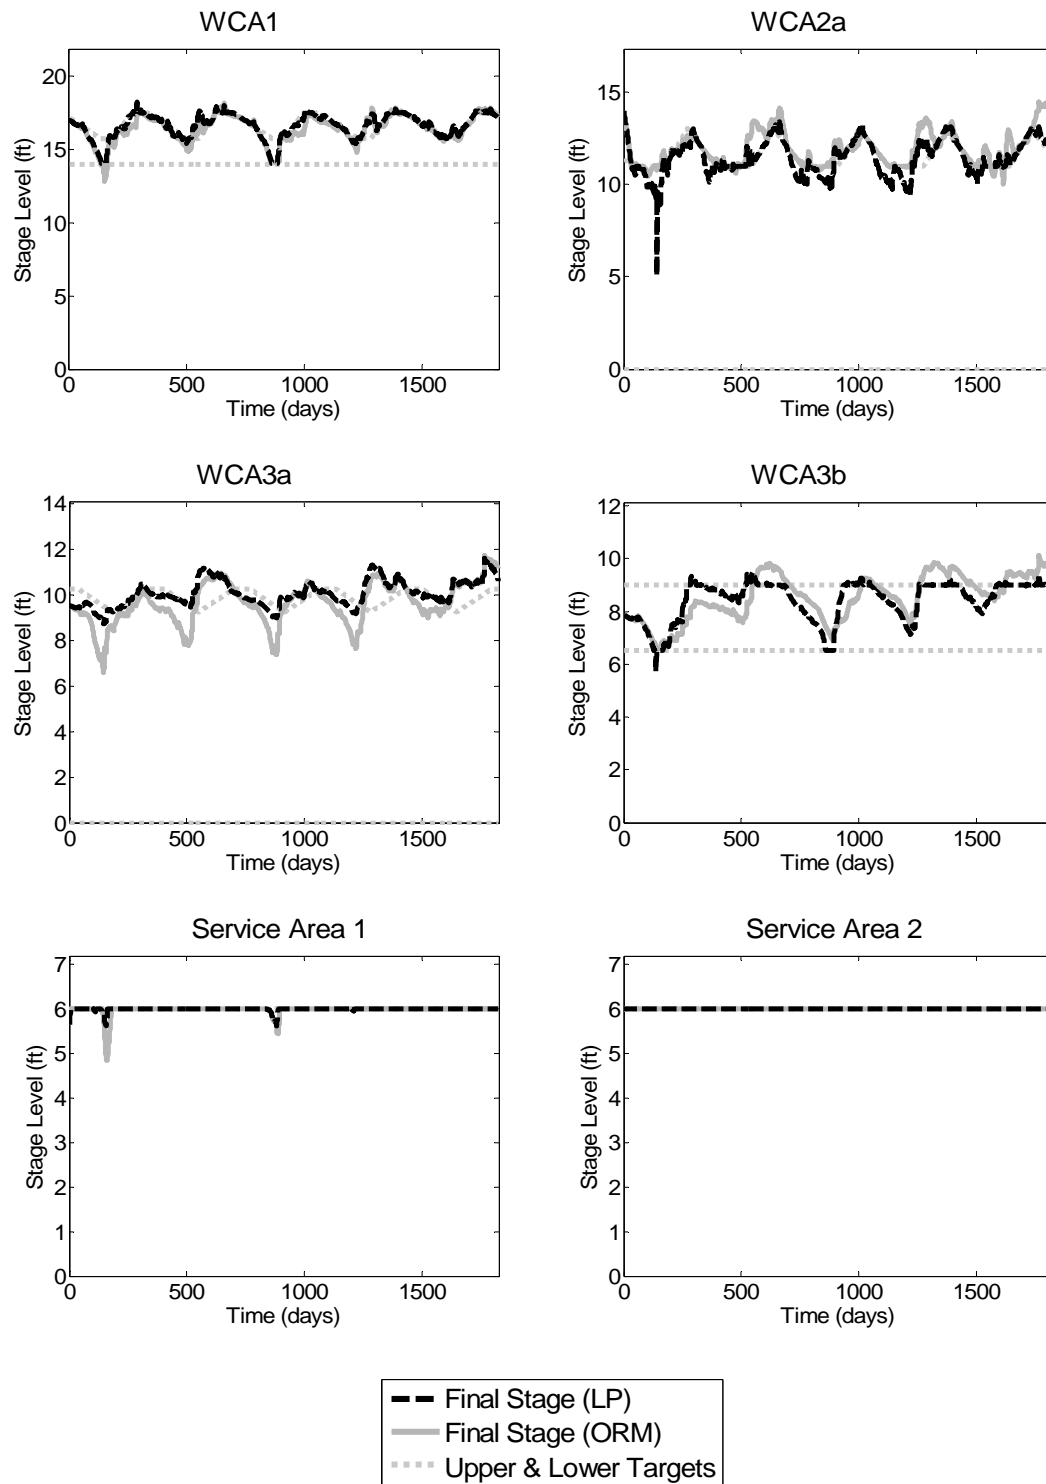 WCA1
20
15
10
5
0
Stage Level (ft)
0 500 1000 1500
Time (days)
WCA2a
15
10
5
0
Stage Level (ft)
0 500 1000 1500
Time (days)
WCA3a
14
12
10
8
6
4
2
0
Stage Level (ft)
0 500 1000 1500
Time (days)
WCA3b
12
10
8
6
4
2
0
Stage Level (ft)
0 500 1000 1500
Time (days)
Service Area 1
7
6
5
4
3
2
1
0
Stage Level (ft)
0 500 1000 1500
Time (days)
Service Area 2
7
6
5
4
3
2
1
0
Stage Level (ft)
0 500 1000 1500
Time (days)
Final Stage (LP)
Final Stage (ORM)
Upper & Lower Targets